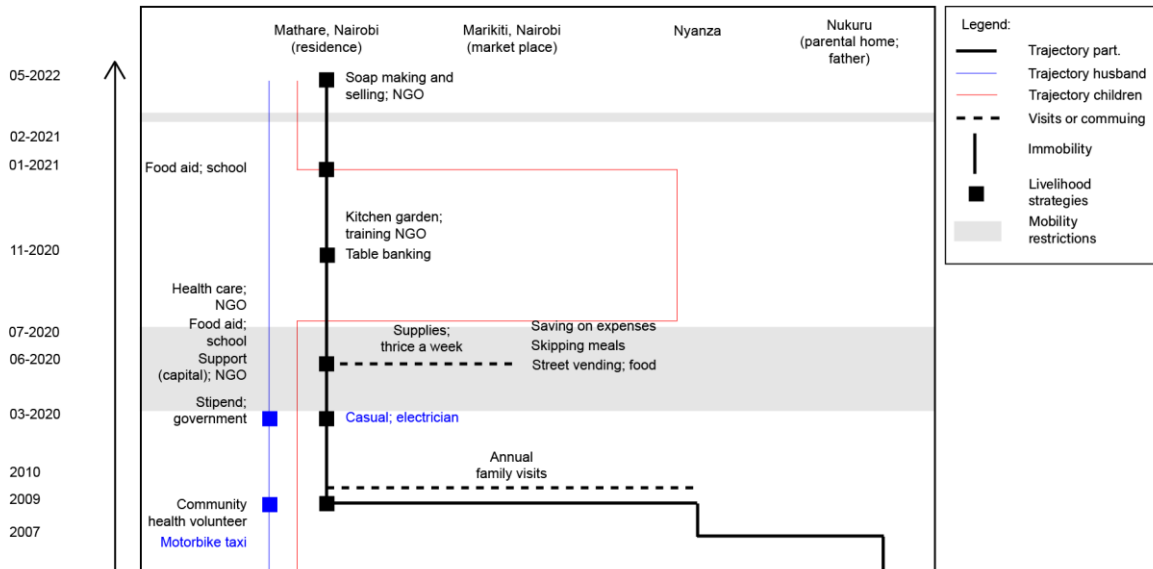 Mathare, Nairobi
(residence)
Marikiti, Nairobi
(market place)
Nyanza
Nukuru
(parental home;
father)
05-2022
Soap making and
selling; NGO
02-2021
01-2021
Food aid; school
Kitchen garden;
training NGO
11-2020
Table banking
Health care;
NGO
07-2020
Food aid;
school
Supplies;
thrice a week
Saving on expenses
Skipping meals
06-2020
Support
(capital); NGO
Street vending; food
03-2020
Stipend;
government
Casual; electrician
2010
Annual
family visits
2009
Community
health volunteer
2007
Motorbike taxi
Legend:
Trajectory part.
Trajectory husband
Trajectory children
Visits or commuing
Immobility
Livelihood
strategies
Mobility
restrictions